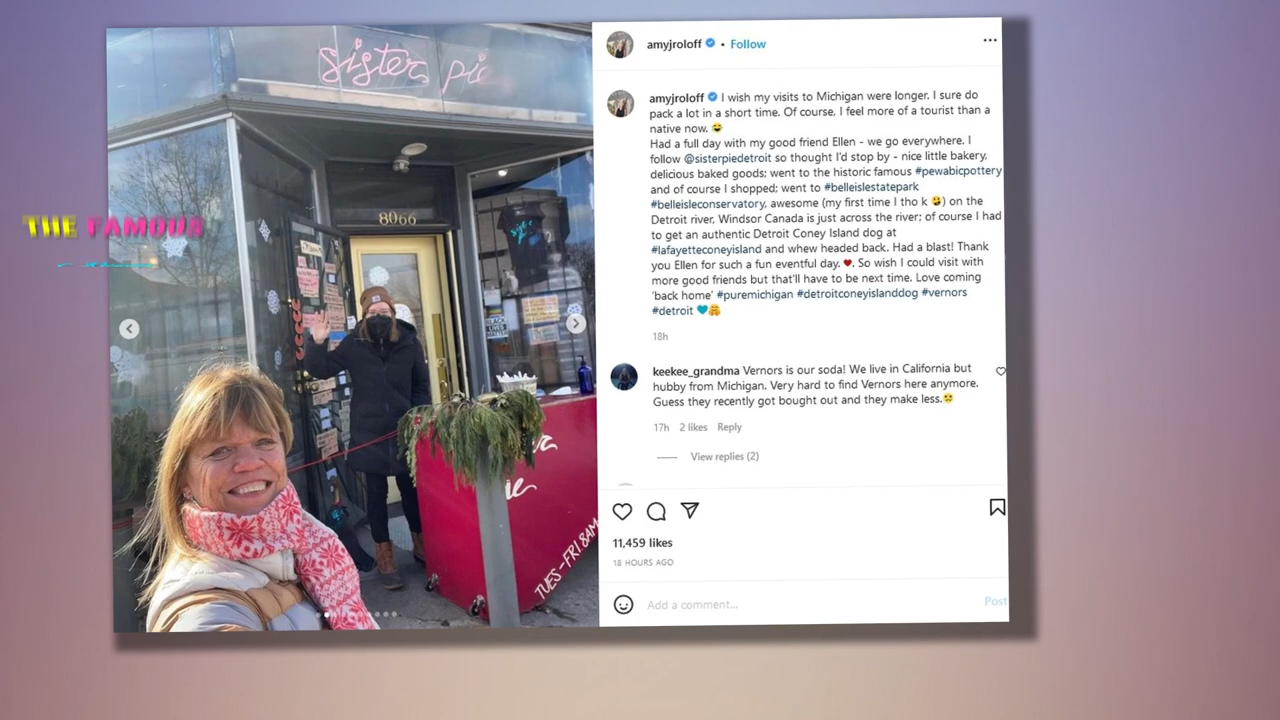 sister pie
8066
BLACK
LIVES
MATTER
TUES-FRI 8AM
THE FAMOUS
amyjroloff • Follow
amyjroloff I wish my visits to Michigan were longer. I sure do
pack a lot in a short time. Of course, I feel more of a tourist than a
native now. 😂
Had a full day with my good friend Ellen - we go everywhere. I
follow @sisterpiedetroit so thought I'd stop by - nice little bakery,
delicious baked goods; went to the historic famous #pewabicpottery
and of course I shopped; went to #belleislestatepark
#belleisleconservatory, awesome (my first time I tho k 🤪) on the
Detroit river, Windsor Canada is just across the river; of course I had
to get an authentic Detroit Coney Island dog at
#lafayetteconeyisland and whew headed back. Had a blast! Thank
you Ellen for such a fun eventful day. ❤️. So wish I could visit with
more good friends but that'll have to be next time. Love coming
'back home' #puremichigan #detroitconeyislanddog #vernors
#detroit 💙🤗
18h
keekee_grandma Vernors is our soda! We live in California but
hubby from Michigan. Very hard to find Vernors here anymore.
Guess they recently got bought out and they make less.😟
17h 2 likes Reply
View replies (2)
11,459 likes
18 HOURS AGO
Add a comment... Post